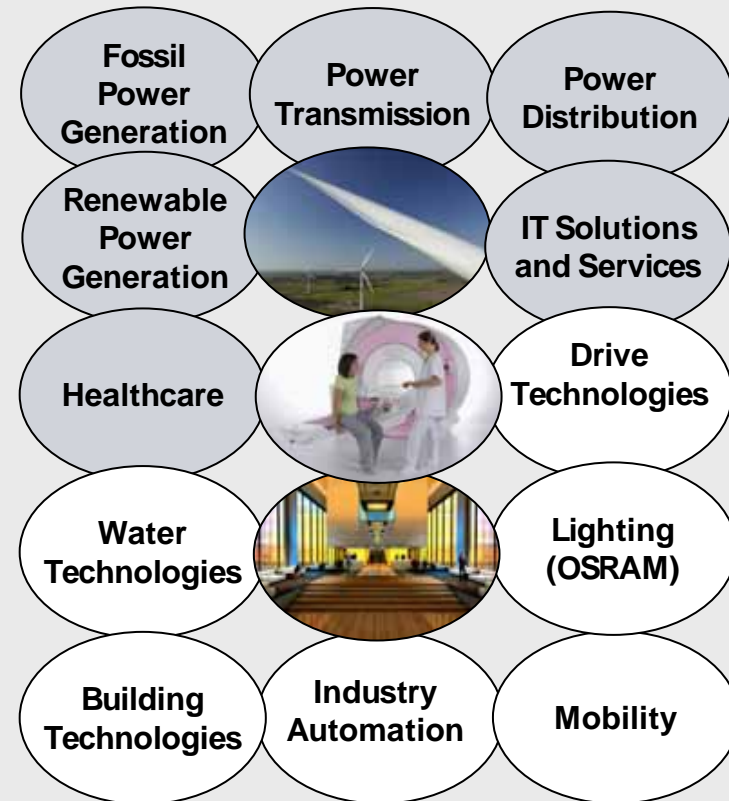 Fossil
Power
Generation
Power
Transmission
Power
Distribution
Renewable
Power
Generation
IT Solutions
and Services
Healthcare
Drive
Technologies
Water
Technologies
Lighting
(OSRAM)
Building
Technologies
Industry
Automation
Mobility